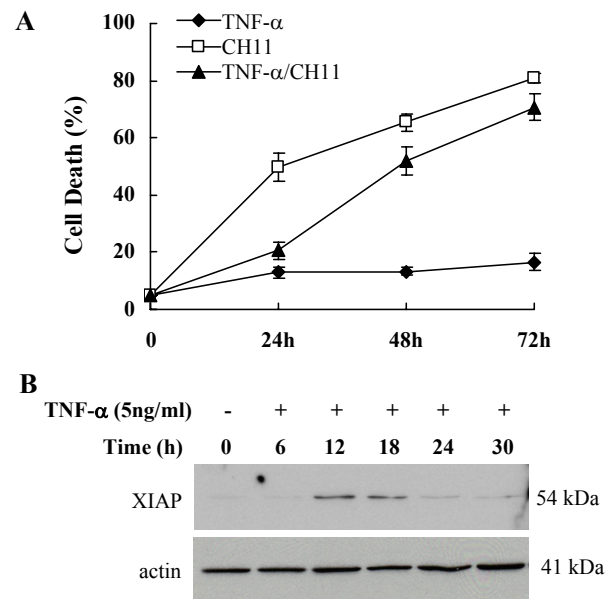 A
TNF-α
CH11
TNF-α/CH11
Cell Death (%)
100
80
60
40
20
0
0 24h 48h 72h
B
TNF-α (5ng/ml) - + + + + +
Time (h) 0 6 12 18 24 30
XIAP 54 kDa
actin 41 kDa